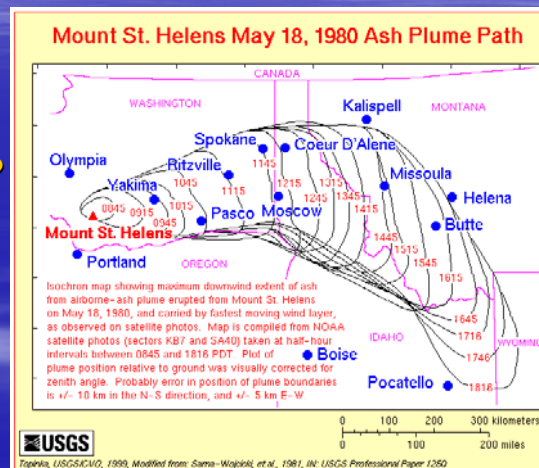 Mount St. Helens May 18, 1980 Ash Plume Path
CANADA
WASHINGTON
MONTANA
Kalispell
Spokane
Coeur D'Alene
Olympia
Ritzville
1145
Missoula
Yakima
1045
1115
1215
1315
1345
Helena
0845
0915
1015
1245
1415
0945
Pasco
Moscow
Butte
Mount St. Helens
1445
1515
1545
Portland
OREGON
1615
Isochron map showing maximum downwind extent of ash
from airborne-ash plume erupted from Mount St. Helens
on May 18, 1980, and carried by fastest moving wind layer,
as observed on satellite photos. Map is compiled from NOAA
satellite photos (sectors KB7 and SA40) taken at half-hour
intervals between 0845 and 1816 PDT. Plot of
plume position relative to ground was visually corrected for
zenith angle. Probably error in position of plume boundaries
is +/- 10 km in the N-S direction, and +/- 5 km E-W
1645
1716
IDAHO
WYOMING
1746
Boise
Pocatello
1816
0 100 200 300 kilometers
0 100 200 miles
USGS
Topinka, USGS/CVO, 1999, Modified from: Sarna-Wojcicki, et.al., 1981, IN: USGS Professional Paper 1250